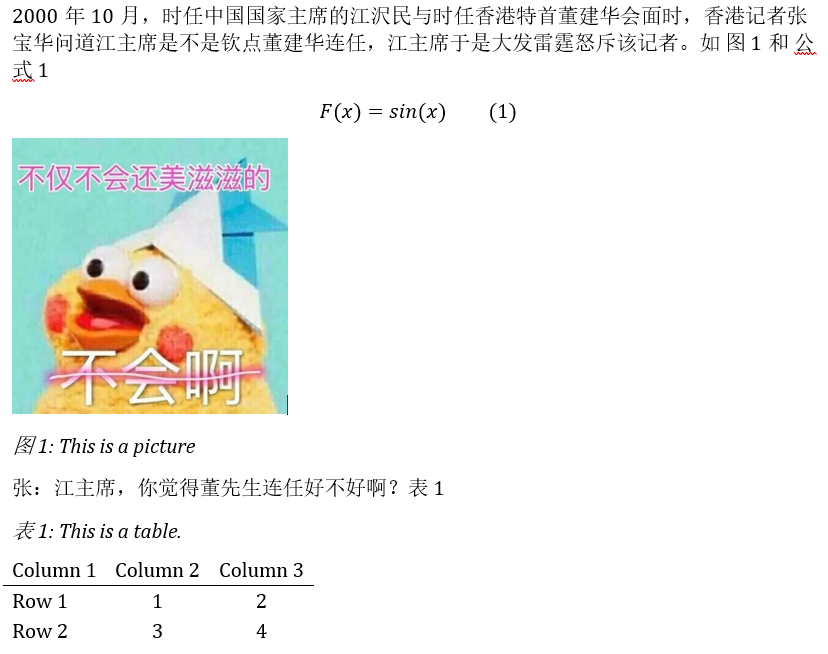 2000 年 10 月，时任中国国家主席的江沢民与时任香港特首董建华会面时，香港记者张
宝华问道江主席是不是钦点董建华连任，江主席于是大发雷霆怒斥该记者。如 图 1 和 公
式 1
F(x) = sin(x) (1)
不仅不会还美滋滋的
不会啊
图 1: This is a picture
张：江主席，你觉得董先生连任好不好啊？表 1
表 1: This is a table.
Column 1 Column 2 Column 3
Row 1 1 2
Row 2 3 4